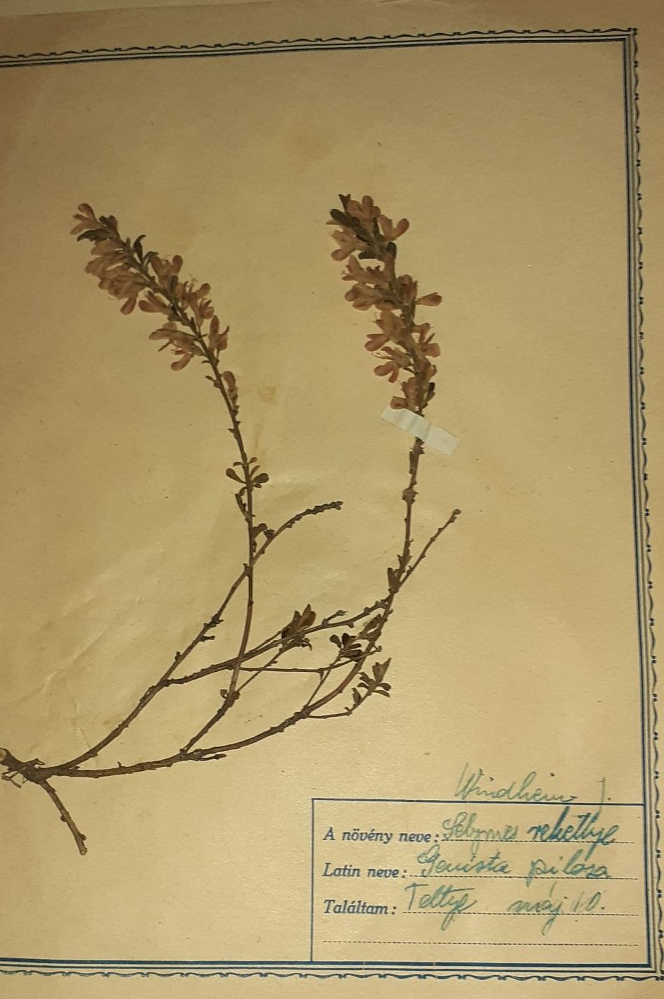 Windheim J.
A növény neve: Selymes rekettye
Latin neve: Genista pilosa
Találtam: Tettye máj 10.